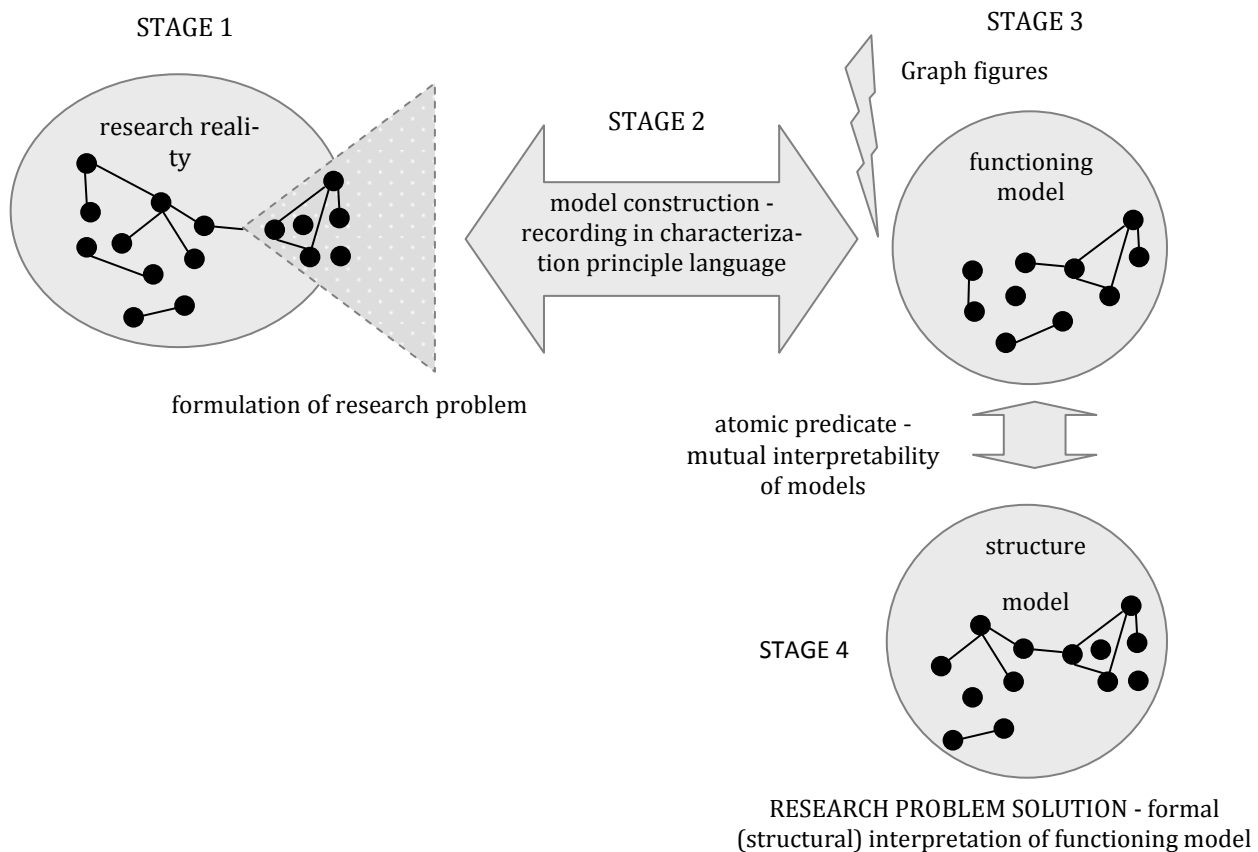 STAGE 1
research reali-
ty
formulation of research problem
STAGE 2
model construction -
recording in characteriza-
tion principle language
STAGE 3
Graph figures
functioning
model
atomic predicate -
mutual interpretability
of models
structure
model
STAGE 4
RESEARCH PROBLEM SOLUTION - formal
(structural) interpretation of functioning model